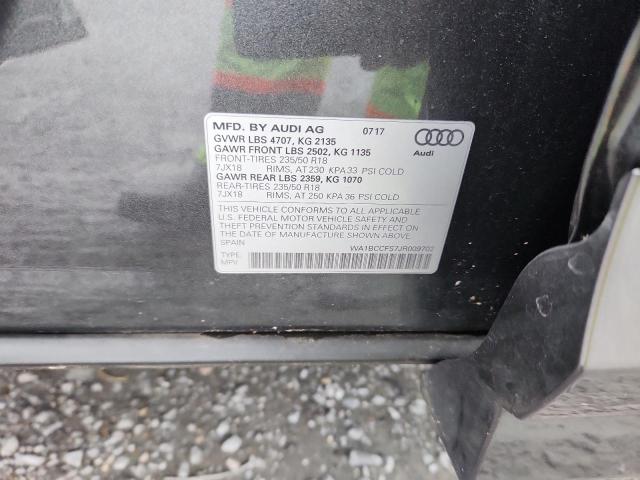 MFD. BY AUDI AG 0717
GVWR LBS 4707, KG 2135
GAWR FRONT LBS 2502, KG 1135
FRONT-TIRES 235/50 R18
7JX18 RIMS, AT 230 KPA 33 PSI COLD
GAWR REAR LBS 2359, KG 1070
REAR-TIRES 235/50 R18
7JX18 RIMS, AT 250 KPA 36 PSI COLD
Audi
THIS VEHICLE CONFORMS TO ALL APPLICABLE
U.S. FEDERAL MOTOR VEHICLE SAFETY AND
THEFT PREVENTION STANDARDS IN EFFECT ON
THE DATE OF MANUFACTURE SHOWN ABOVE.
SPAIN WA1BCCFS7JR009702
TYPE:
MPV